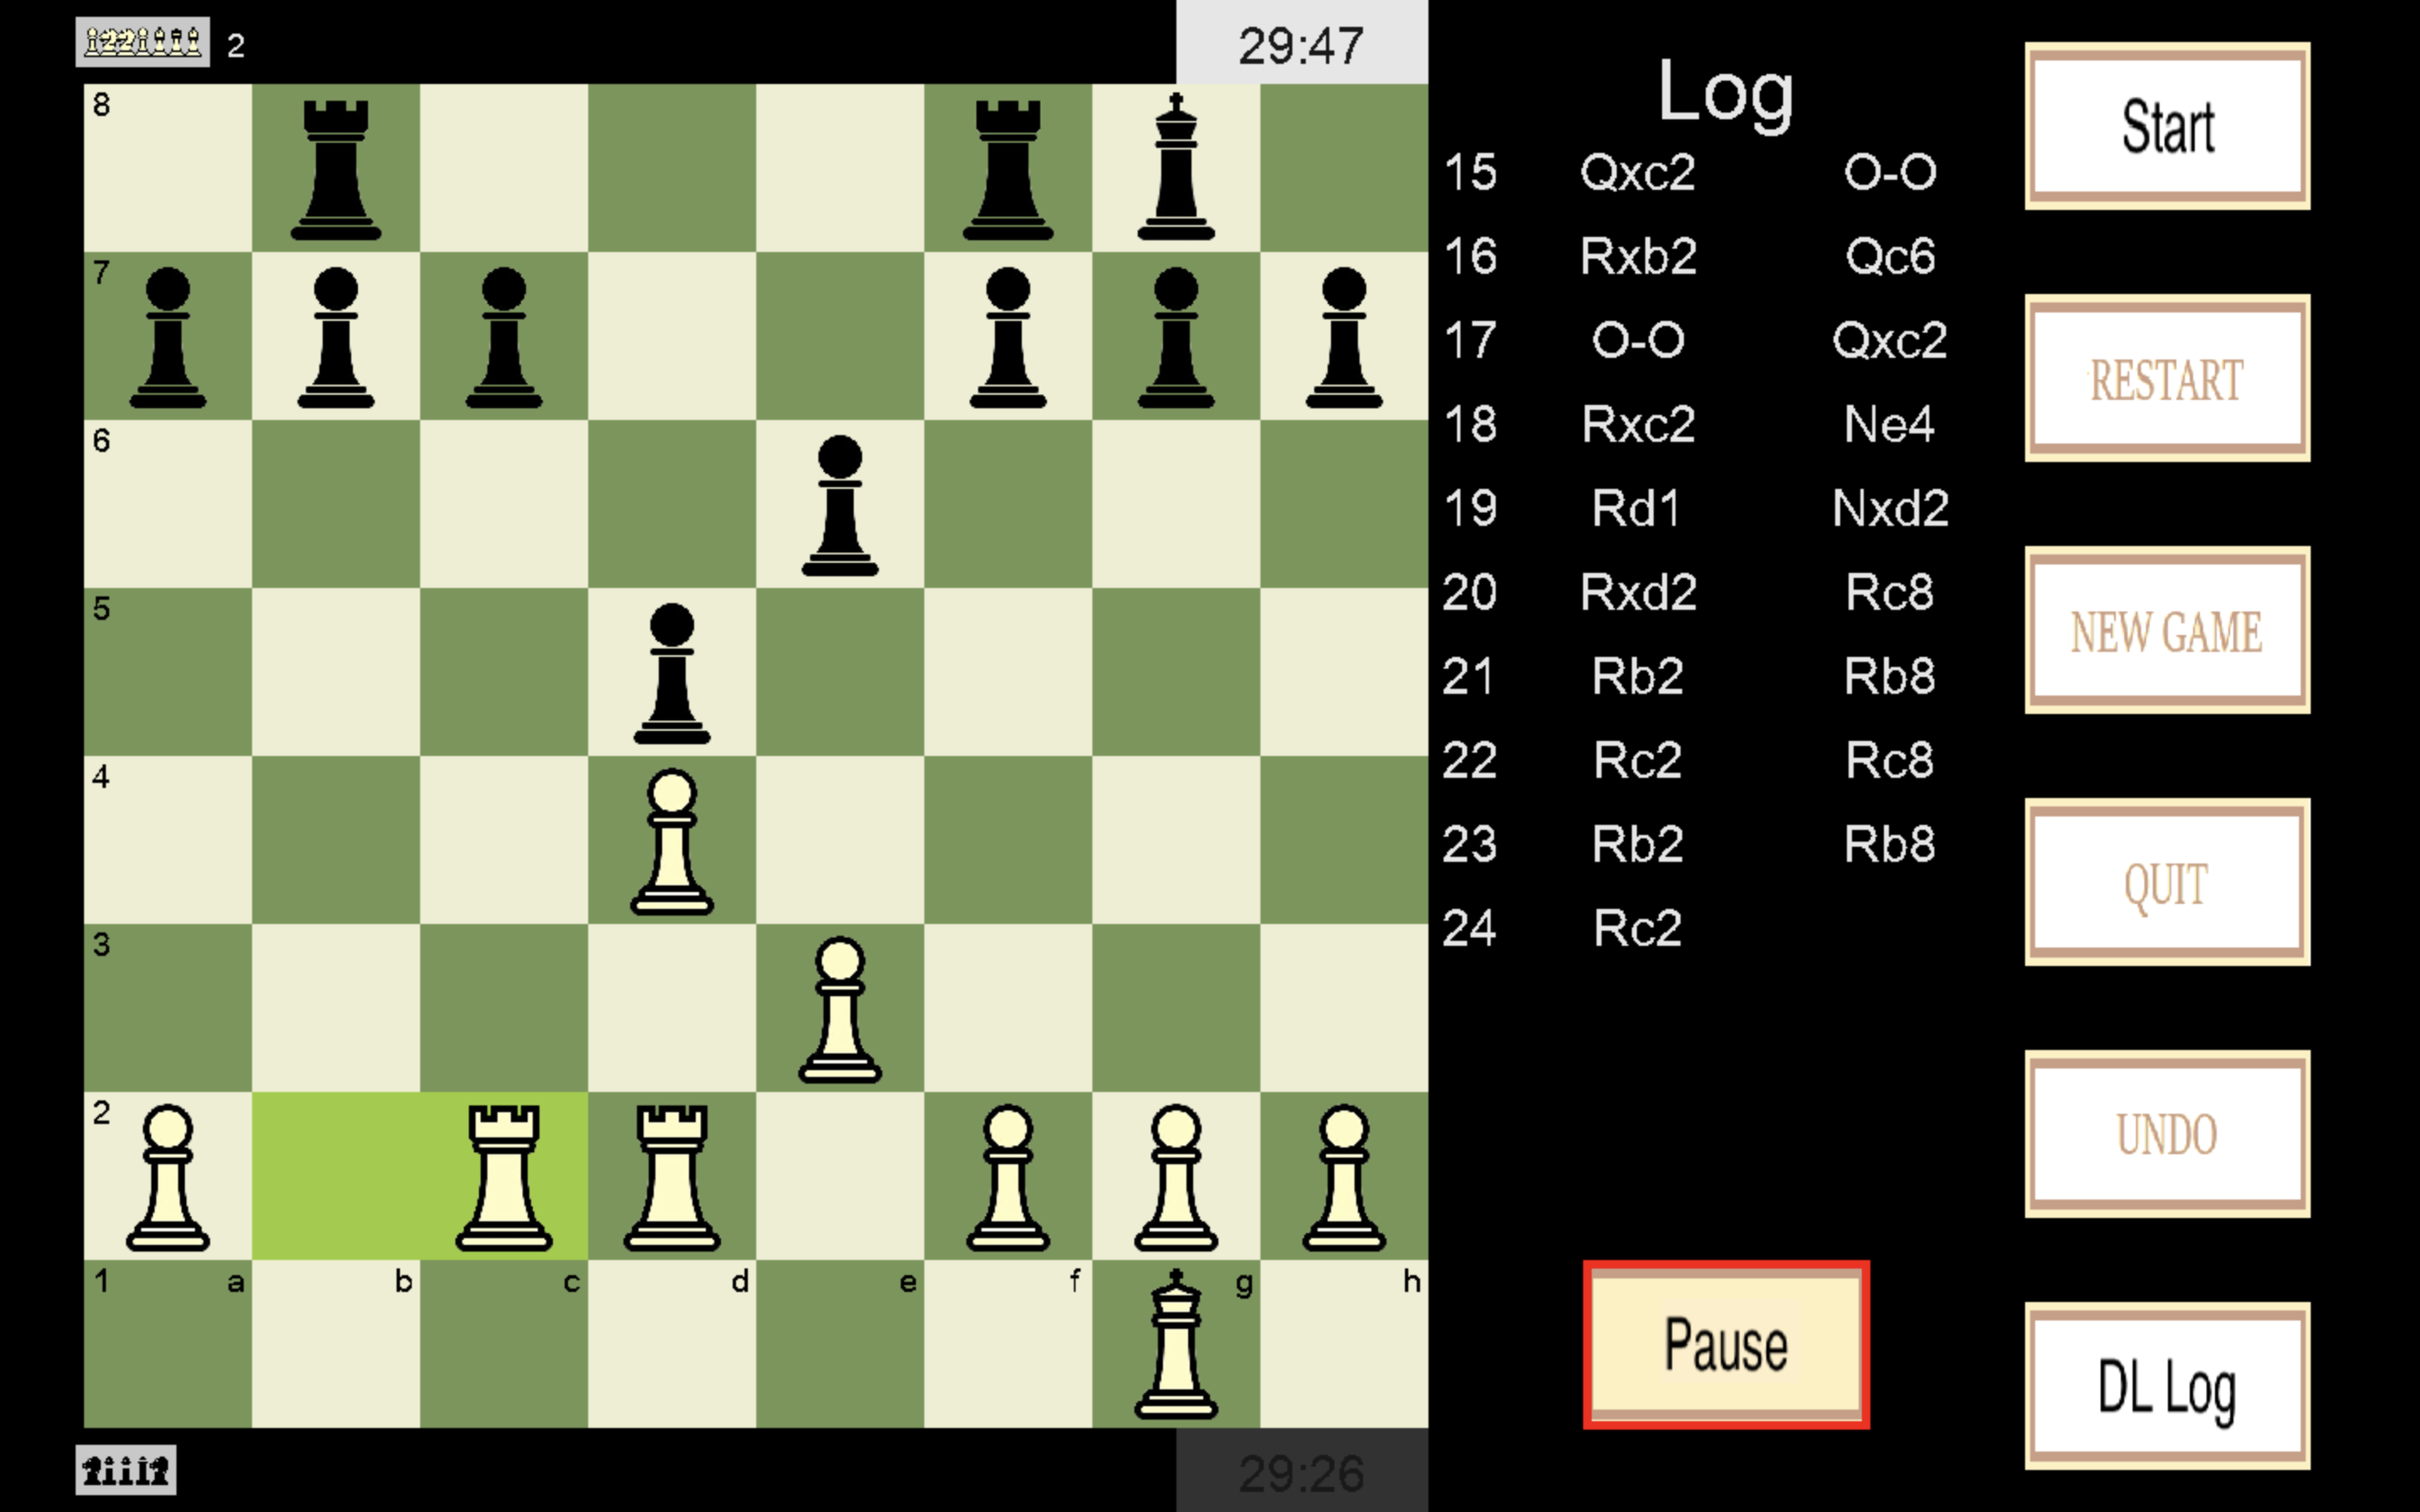 2
29:47
8
7
6
5
4
3
2
1 a b c d e f g h
29:26
Log
15 Qxc2 O-O
16 Rxb2 Qc6
17 O-O Qxc2
18 Rxc2 Ne4
19 Rd1 Nxd2
20 Rxd2 Rc8
21 Rb2 Rb8
22 Rc2 Rc8
23 Rb2 Rb8
24 Rc2
Pause
Start
RESTART
NEW GAME
QUIT
UNDO
DL Log